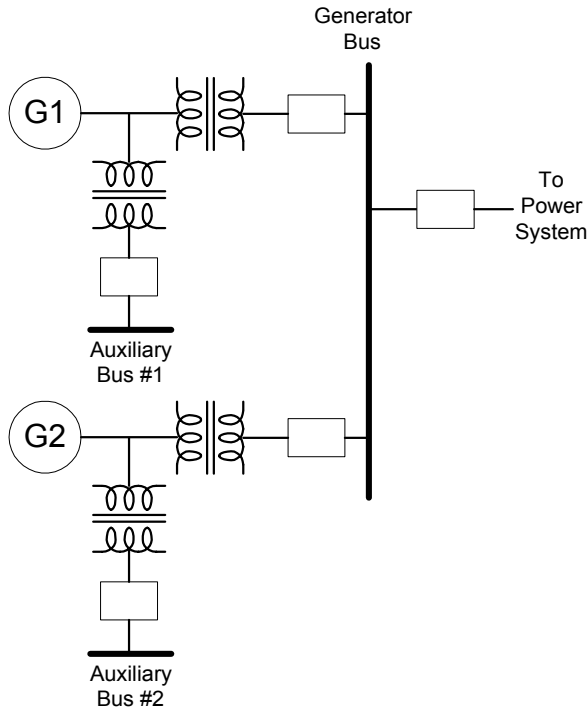 Generator
Bus
G1
To
Power
System
Auxiliary
Bus #1
G2
Auxiliary
Bus #2